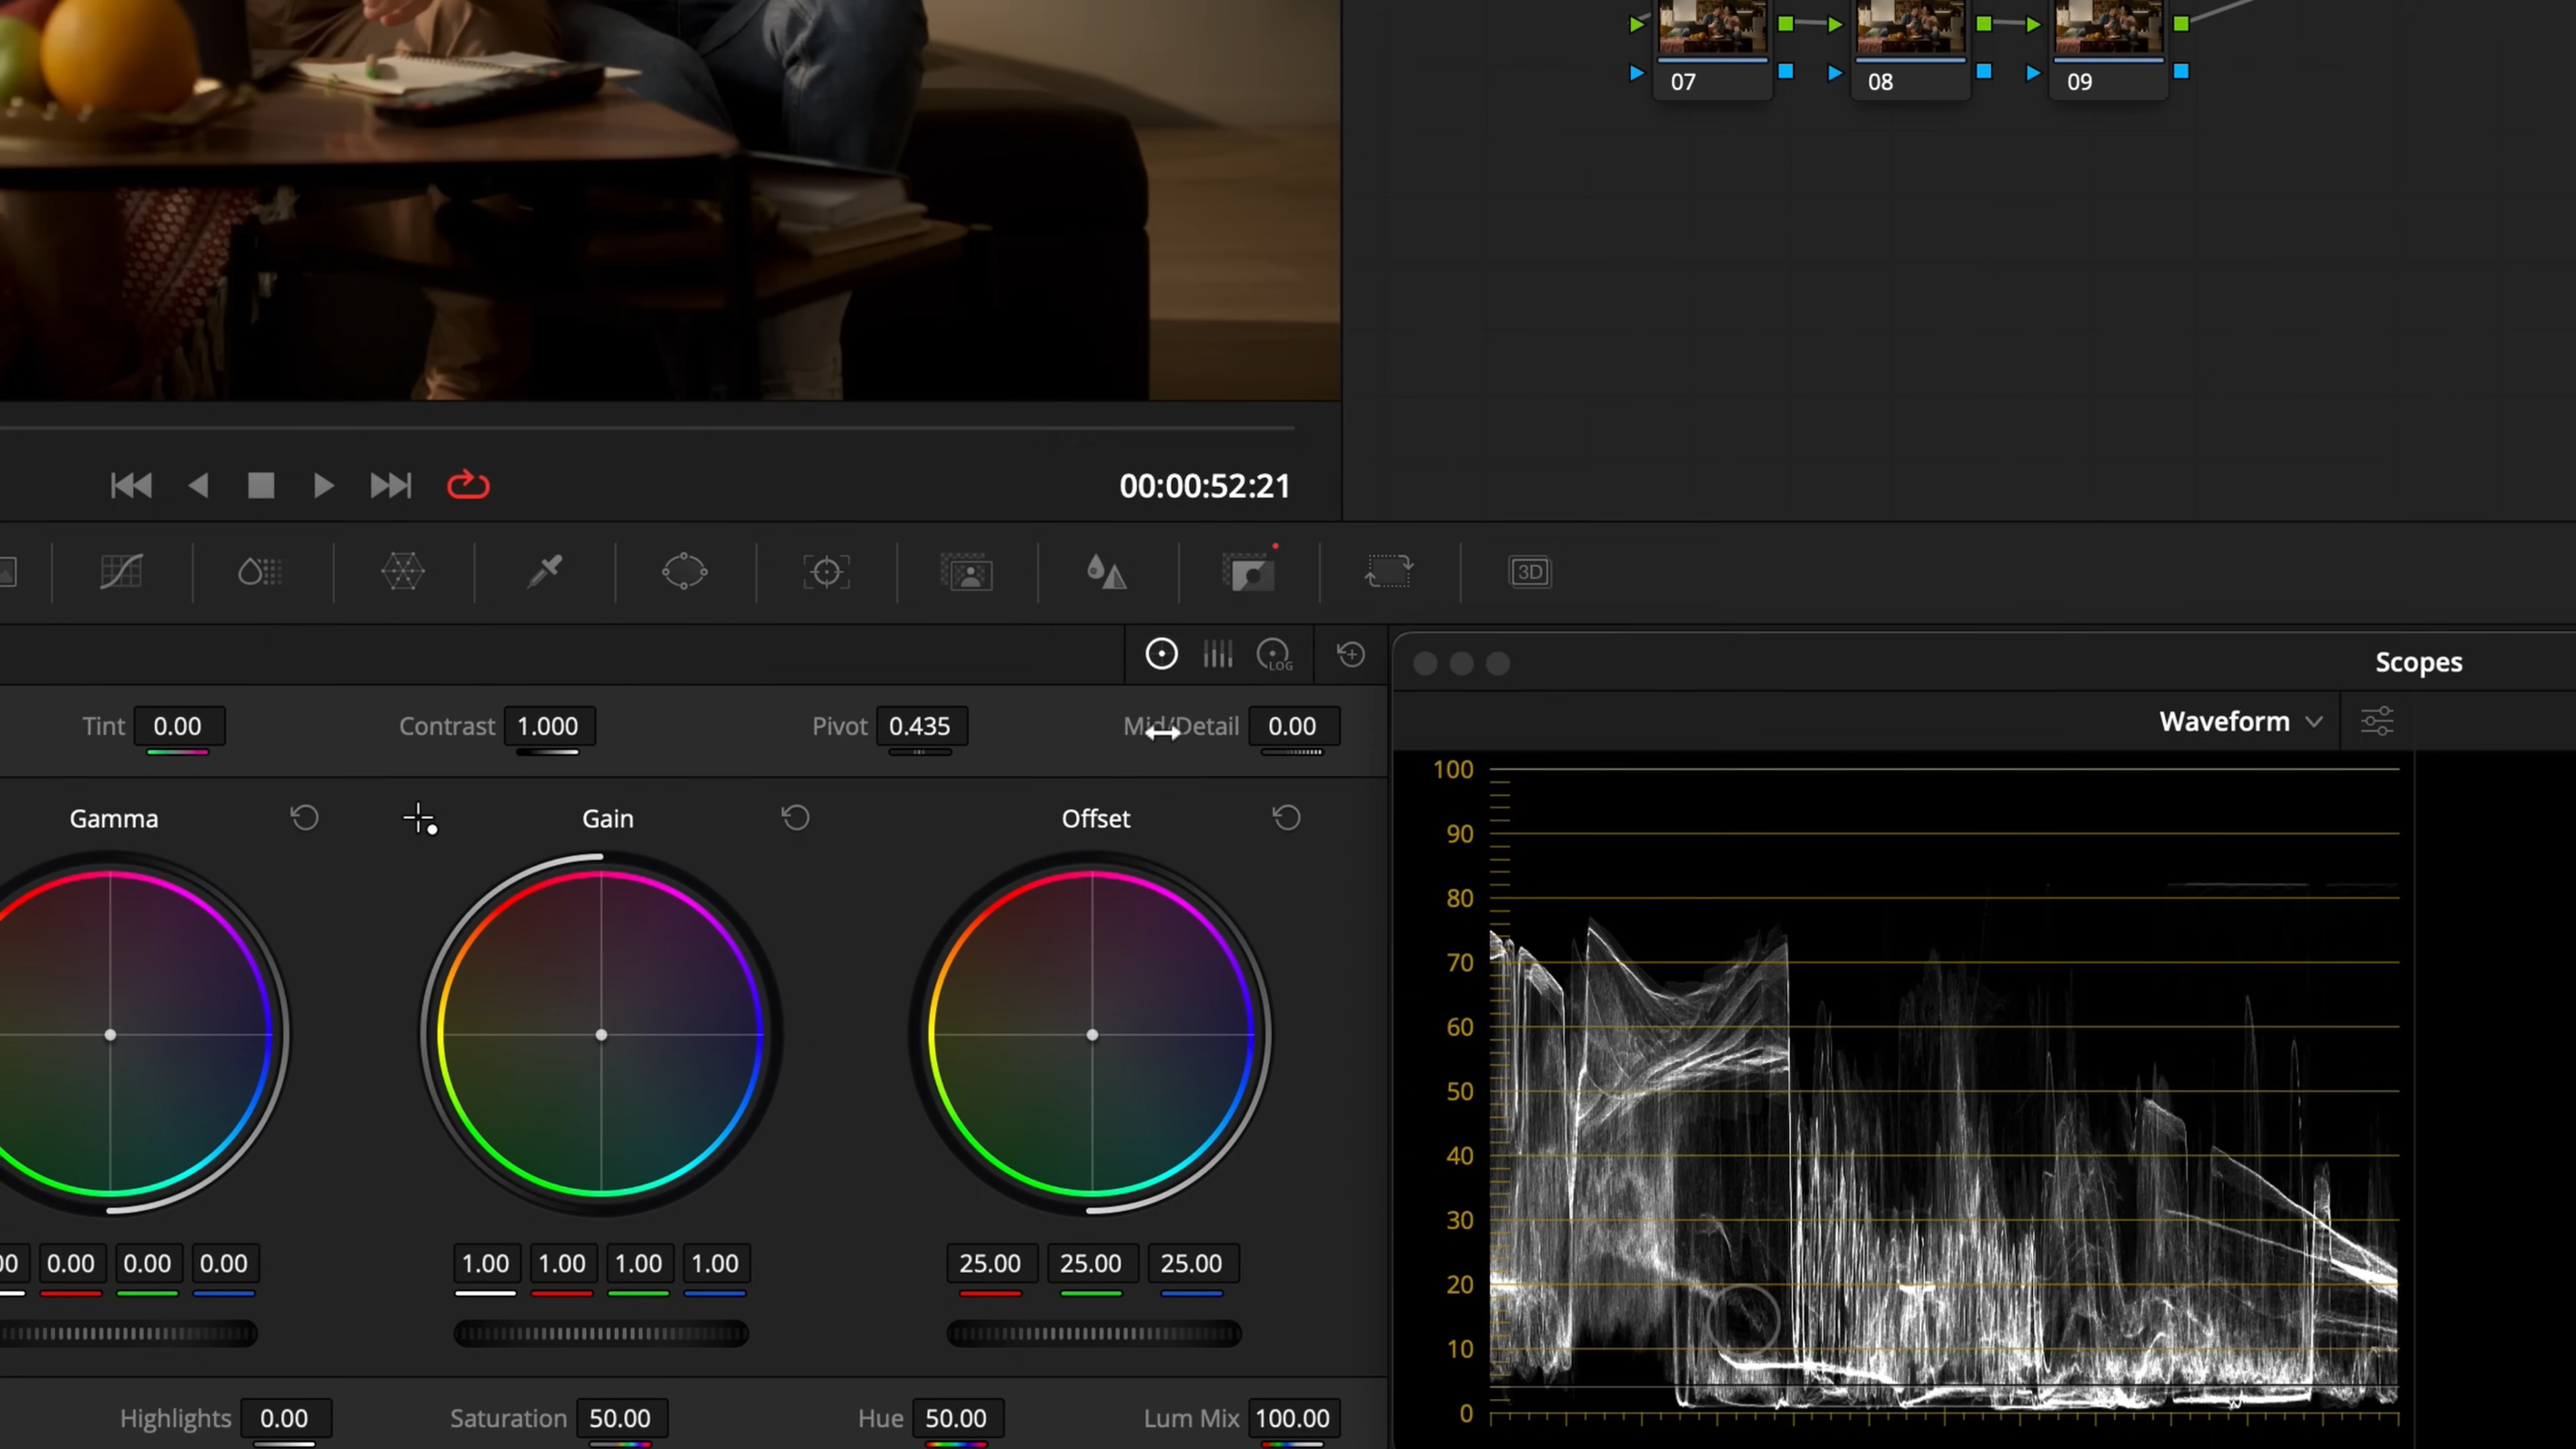 07
08
09
00:00:52:21
3D
LOG
Scopes
Tint 0.00
Contrast 1.000
Pivot 0.435
Mid/Detail 0.00
Waveform
Gamma
Gain
Offset
100
90
80
70
60
50
40
30
20
10
0
0.00 0.00 0.00
1.00 1.00 1.00 1.00
25.00 25.00 25.00
Highlights 0.00
Saturation 50.00
Hue 50.00
Lum Mix 100.00